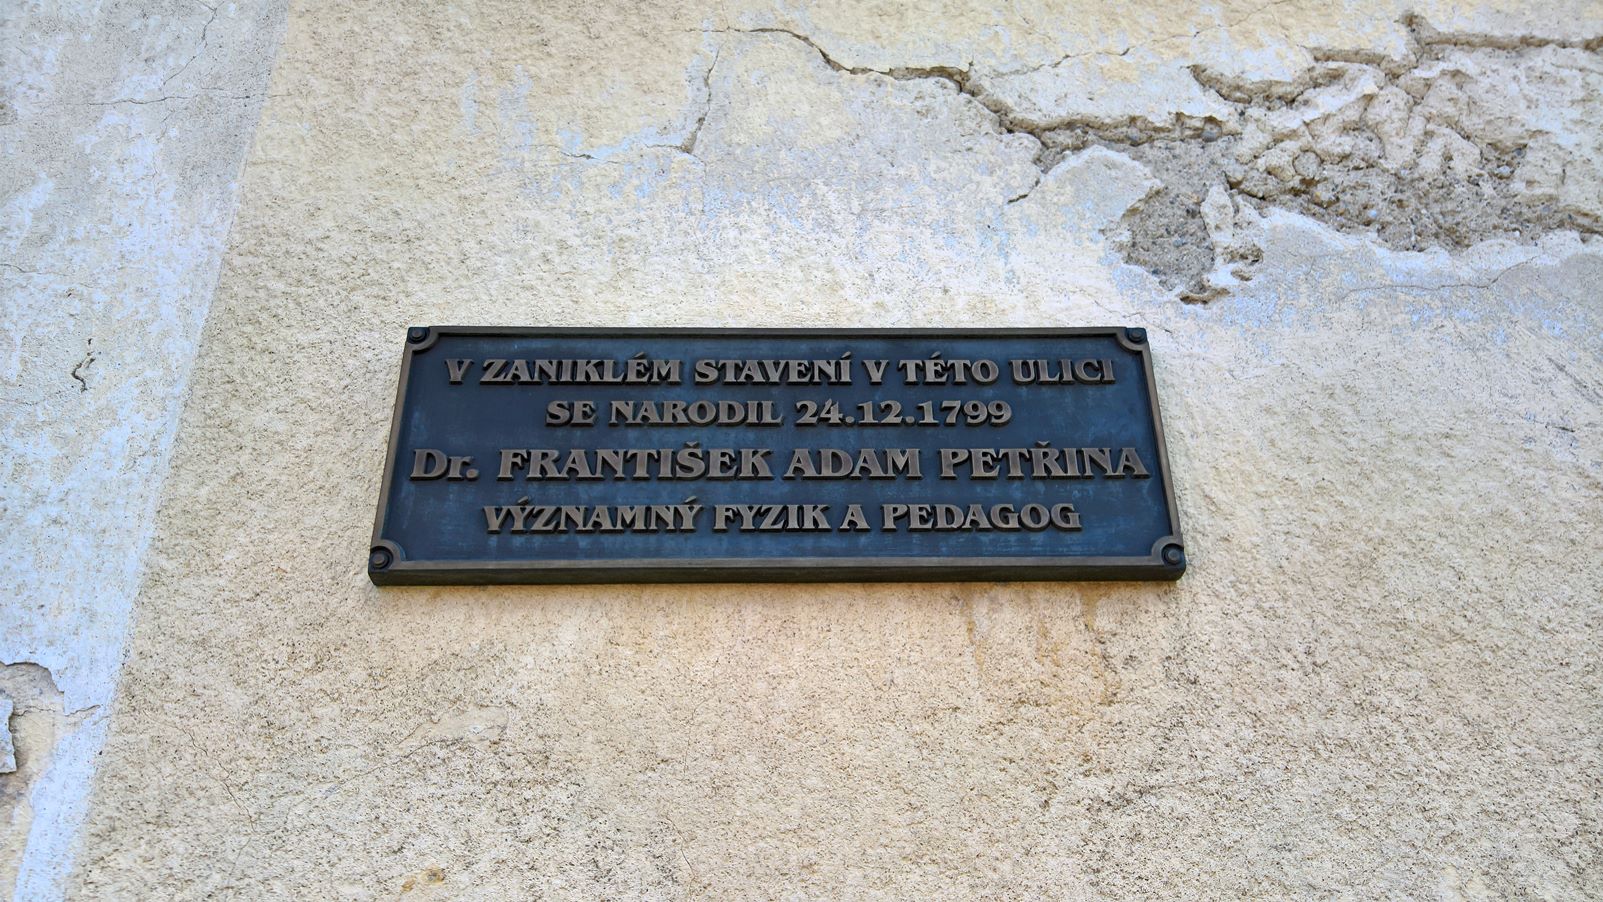 V ZANIKLÉM STAVENÍ V TÉTO ULICI
SE NARODIL 24.12.1799
Dr. FRANTIŠEK ADAM PETŘINA
VÝZNAMNÝ FYZIK A PEDAGOG